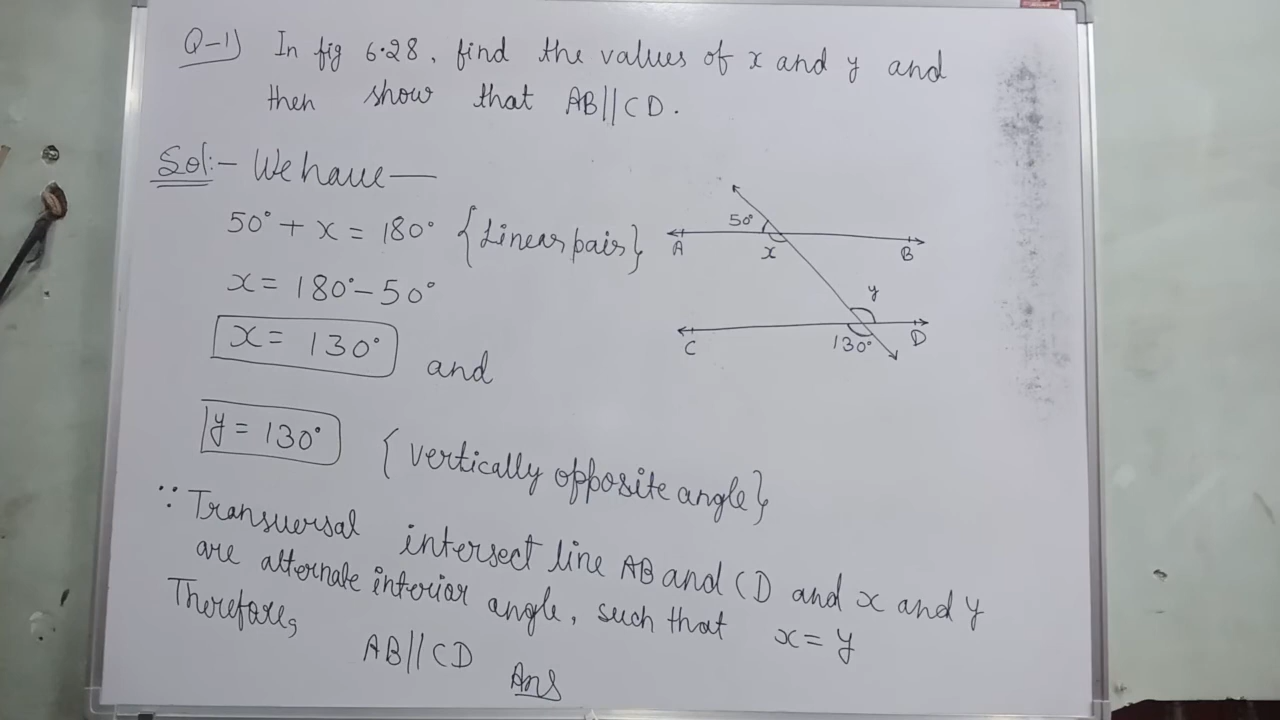 Q-1) In fig 6.28, find the values of x and y and
then show that AB||CD.
Sol:- We have —
50° + x = 180° {Linear pair}
x = 180° - 50°
x = 130° and
y = 130° {vertically opposite angle}
∵ Transversal intersect line AB and CD and x and y
are alternate interior angle, such that x = y
Therefore,
AB||CD Ans
50°
A
x
B
y
C
130°
D